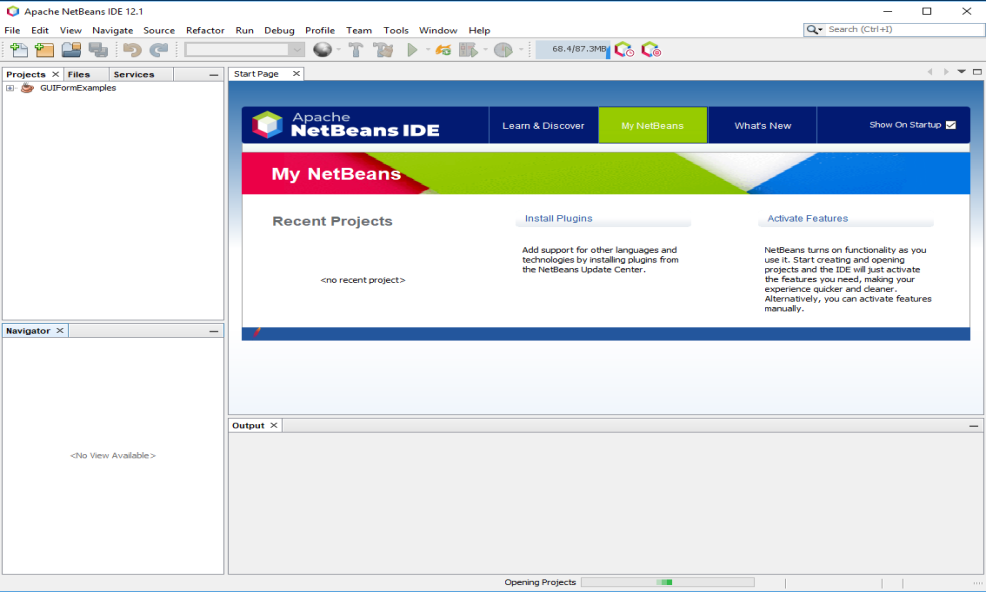 Apache NetBeans IDE 12.1
File Edit View Navigate Source Refactor Run Debug Profile Team Tools Window Help
Search (Ctrl+I)
68.4/87.3MB
Projects Files Services
GUIFormExamples
Start Page
Apache
NetBeans IDE
Learn & Discover
My NetBeans
What's New
Show On Startup
My NetBeans
Recent Projects
<no recent project>
Install Plugins
Add support for other languages and
technologies by installing plugins from
the NetBeans Update Center.
Activate Features
NetBeans turns on functionality as you
use it. Start creating and opening
projects and the IDE will just activate
the features you need, making your
experience quicker and cleaner.
Alternatively, you can activate features
manually.
Navigator
<No View Available>
Output
Opening Projects